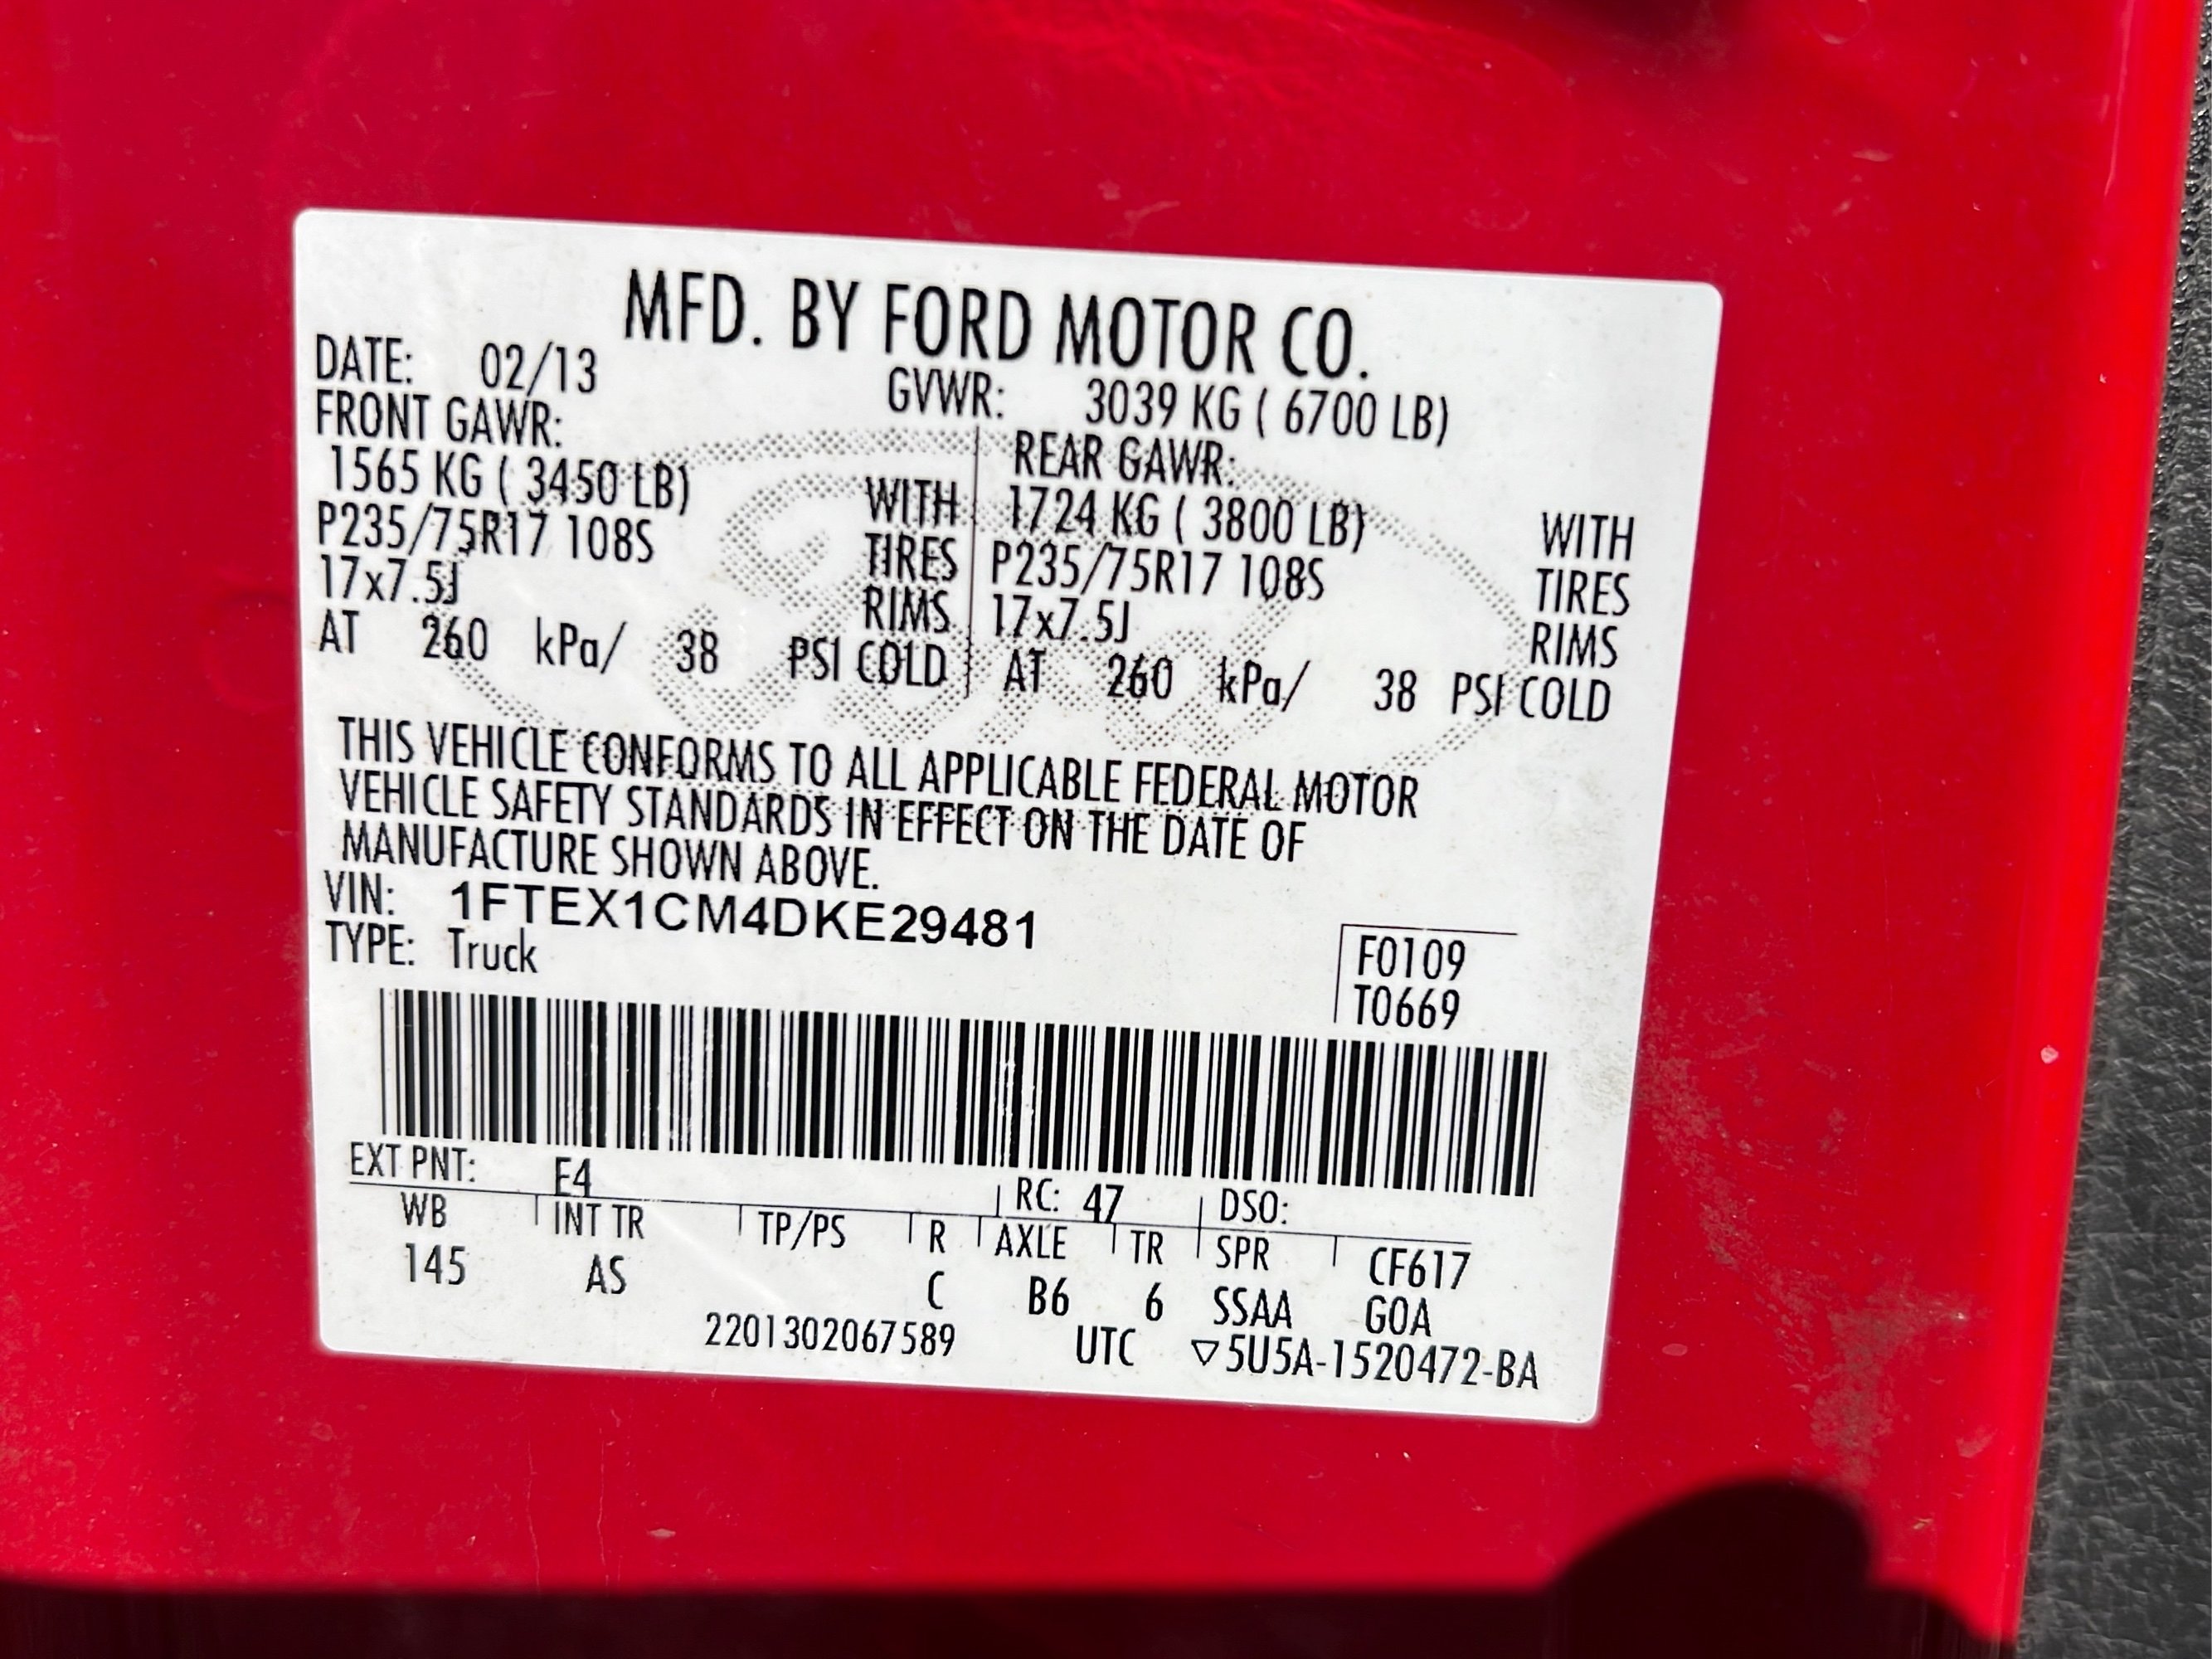 MFD. BY FORD MOTOR CO.
DATE: 02/13 GVWR: 3039 KG ( 6700 LB)
FRONT GAWR: REAR GAWR:
1565 KG ( 3450 LB) WITH 1724 KG ( 3800 LB) WITH
P235/75R17 108S TIRES P235/75R17 108S TIRES
17x7.5J RIMS 17x7.5J RIMS
AT 260 kPa/ 38 PSI COLD AT 260 kPa/ 38 PSI COLD
THIS VEHICLE CONFORMS TO ALL APPLICABLE FEDERAL MOTOR
VEHICLE SAFETY STANDARDS IN EFFECT ON THE DATE OF
MANUFACTURE SHOWN ABOVE.
VIN: 1FTEX1CM4DKE29481
TYPE: Truck
F0109
T0669
EXT PNT: E4 RC: 47 DSO:
WB INT TR TP/PS R AXLE TR SPR CF617
145 AS C B6 6 SSAA GOA
2201302067589 UTC ▽5U5A-1520472-BA
Ford